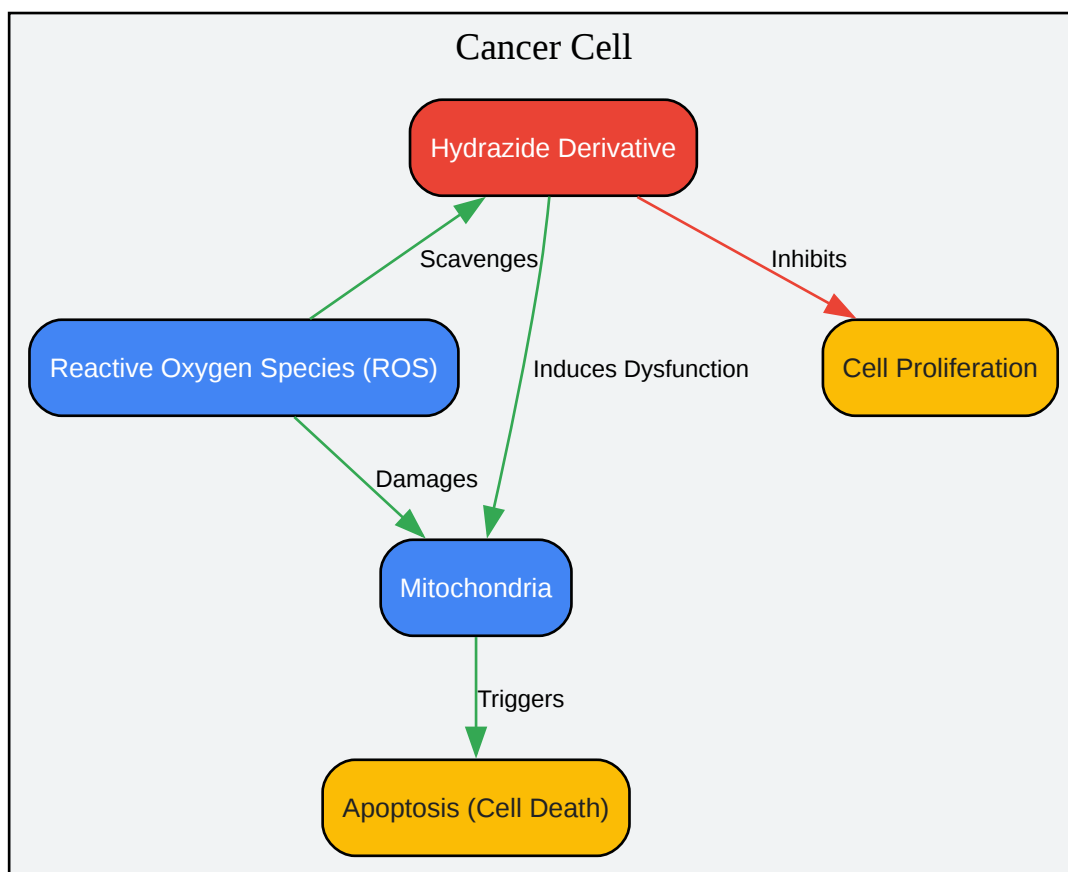 Cancer Cell
Hydrazide Derivative
Scavenges
Inhibits
Reactive Oxygen Species (ROS)
Induces Dysfunction
Cell Proliferation
Damages
Mitochondria
Triggers
Apoptosis (Cell Death)